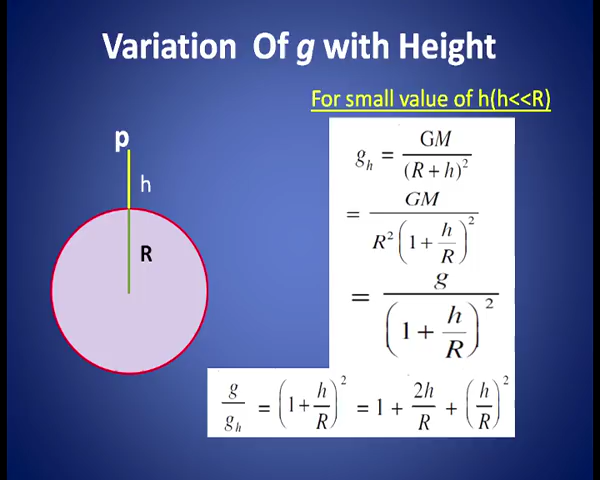 Variation Of g with Height
For small value of h(h<<R)
p
h
R
g_h = GM / (R + h)^2
= GM / R^2 (1 + h/R)^2
= g / (1 + h/R)^2
g/g_h = (1 + h/R)^2 = 1 + 2h/R + (h/R)^2